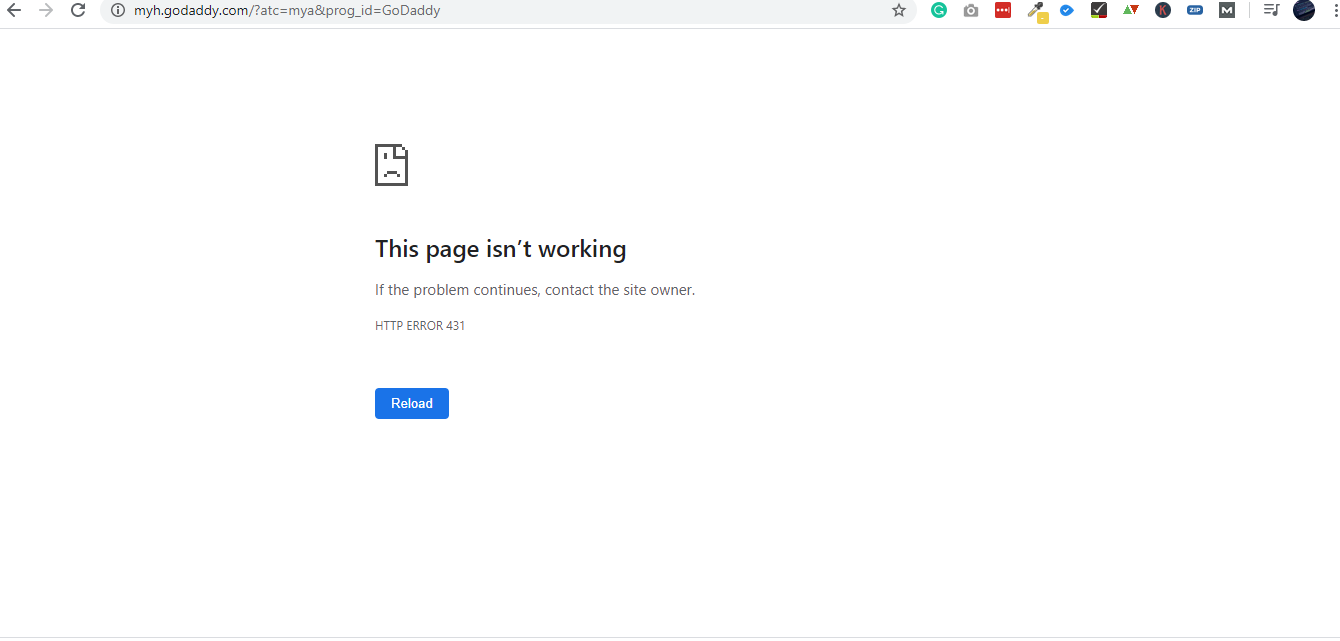 myh.godaddy.com/?atc=mya&prog_id=GoDaddy
G
K
ZIP
M
This page isn't working
If the problem continues, contact the site owner.
HTTP ERROR 431
Reload